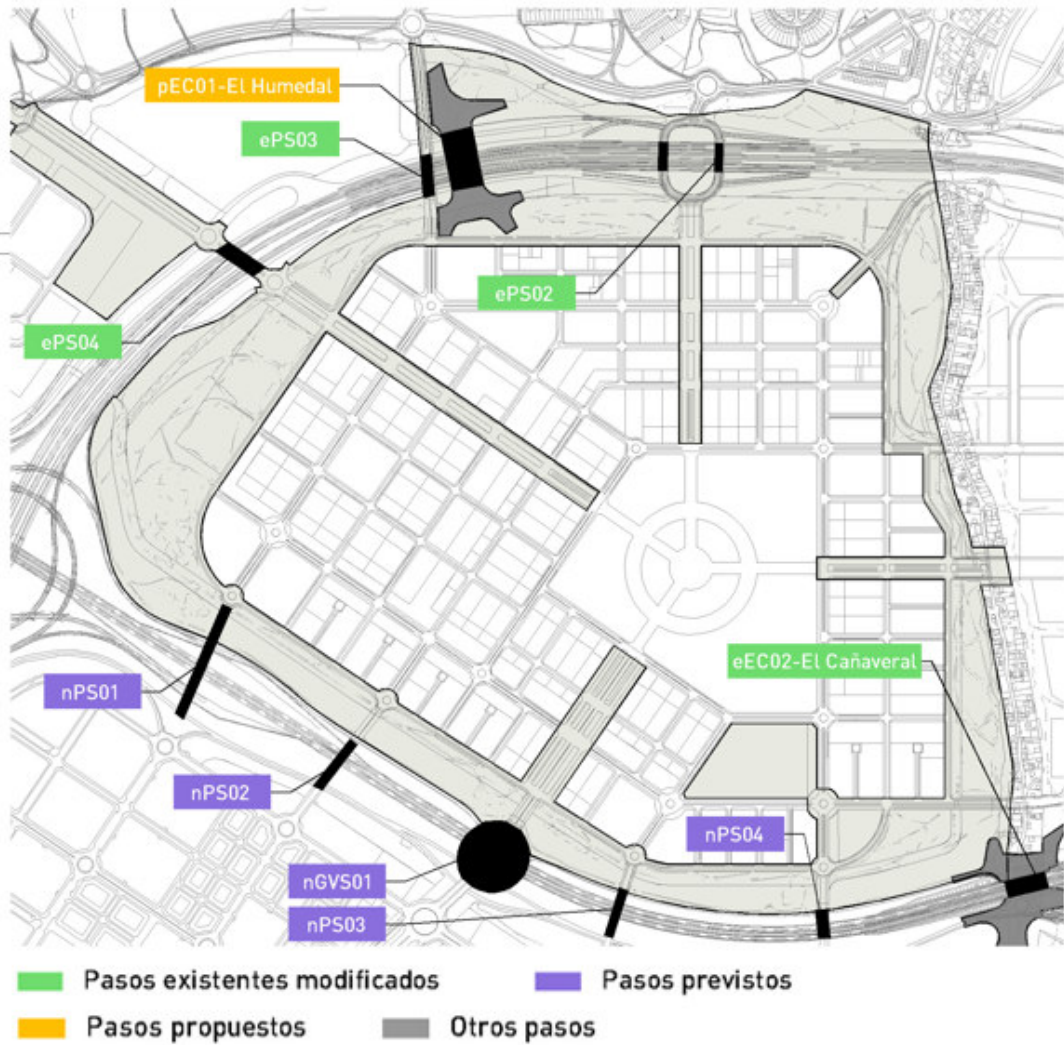 pEC01-El Humedal
ePS03
ePS02
ePS04
eEC02-El Cañaveral
nPS01
nPS02
nPS04
nGVS01
nPS03
Pasos existentes modificados
Pasos previstos
Pasos propuestos
Otros pasos